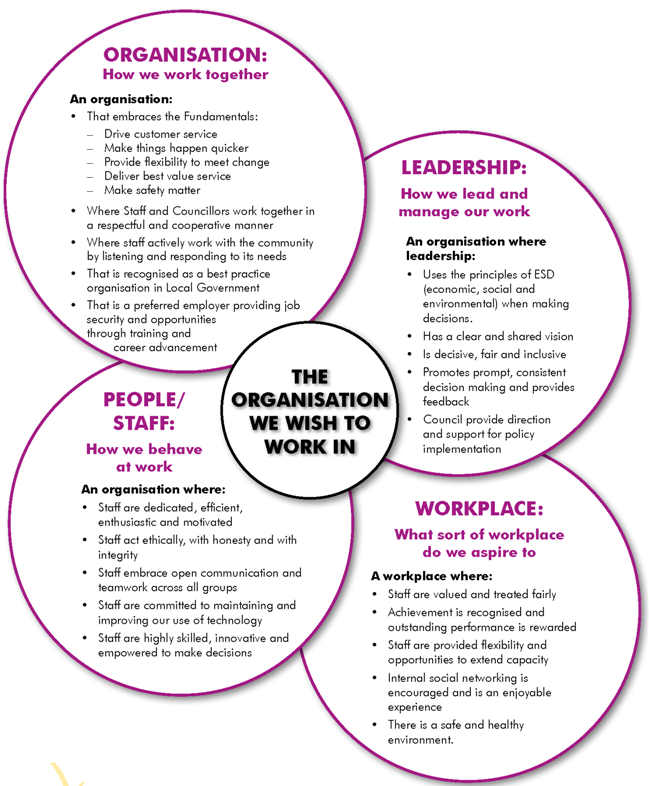 ORGANISATION:
How we work together
An organisation:
• That embraces the Fundamentals:
– Drive customer service
– Make things happen quicker
– Provide flexibility to meet change
– Deliver best value service
– Make safety matter
• Where Staff and Councillors work together in
a respectful and cooperative manner
• Where staff actively work with the community
by listening and responding to its needs
• That is recognised as a best practice
organisation in Local Government
• That is a preferred employer providing job
security and opportunities
through training and
career advancement
LEADERSHIP:
How we lead and
manage our work
An organisation where
leadership:
• Uses the principles of ESD
(economic, social and
environmental) when making
decisions.
• Has a clear and shared vision
• Is decisive, fair and inclusive
• Promotes prompt, consistent
decision making and provides
feedback
• Council provide direction
and support for policy
implementation
THE
ORGANISATION
WE WISH TO
WORK IN
PEOPLE/
STAFF:
How we behave
at work
An organisation where:
• Staff are dedicated, efficient,
enthusiastic and motivated
• Staff act ethically, with honesty and with
integrity
• Staff embrace open communication and
teamwork across all groups
• Staff are committed to maintaining and
improving our use of technology
• Staff are highly skilled, innovative and
empowered to make decisions
WORKPLACE:
What sort of workplace
do we aspire to
A workplace where:
• Staff are valued and treated fairly
• Achievement is recognised and
outstanding performance is rewarded
• Staff are provided flexibility and
opportunities to extend capacity
• Internal social networking is
encouraged and is an enjoyable
experience
• There is a safe and healthy
environment.